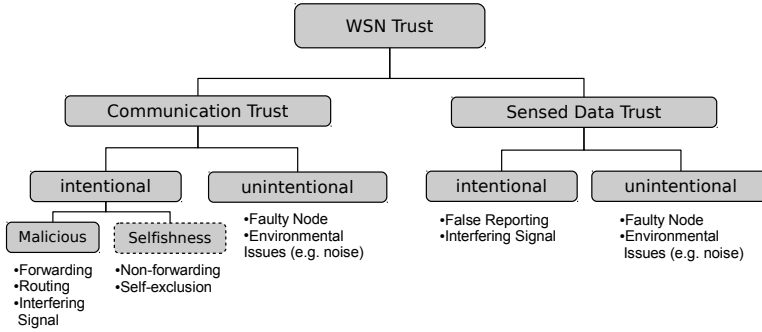 WSN Trust
Communication Trust
Sensed Data Trust
intentional
unintentional
intentional
unintentional
Malicious
Selfishness
•Forwarding
•Routing
•Interfering
Signal
•Non-forwarding
•Self-exclusion
•Faulty Node
•Environmental
Issues (e.g. noise)
•False Reporting
•Interfering Signal
•Faulty Node
•Environmental
Issues (e.g. noise)